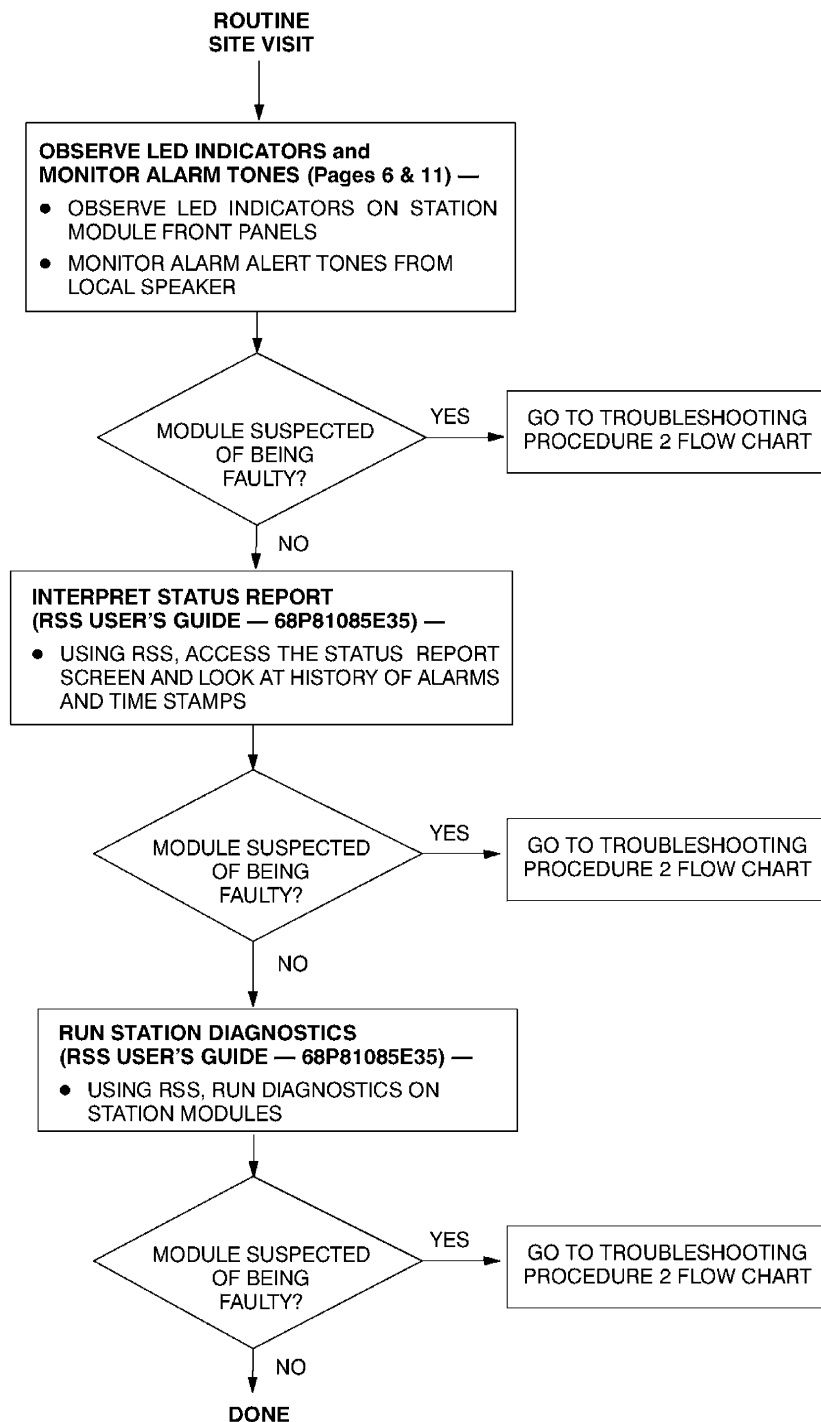 ROUTINE
SITE VISIT
OBSERVE LED INDICATORS and
MONITOR ALARM TONES (Pages 6 & 11) —
● OBSERVE LED INDICATORS ON STATION
MODULE FRONT PANELS
● MONITOR ALARM ALERT TONES FROM
LOCAL SPEAKER
MODULE SUSPECTED
OF BEING
FAULTY?
YES
GO TO TROUBLESHOOTING
PROCEDURE 2 FLOW CHART
NO
INTERPRET STATUS REPORT
(RSS USER'S GUIDE — 68P81085E35) —
● USING RSS, ACCESS THE STATUS REPORT
SCREEN AND LOOK AT HISTORY OF ALARMS
AND TIME STAMPS
MODULE SUSPECTED
OF BEING
FAULTY?
YES
GO TO TROUBLESHOOTING
PROCEDURE 2 FLOW CHART
NO
RUN STATION DIAGNOSTICS
(RSS USER'S GUIDE — 68P81085E35) —
● USING RSS, RUN DIAGNOSTICS ON
STATION MODULES
MODULE SUSPECTED
OF BEING
FAULTY?
YES
GO TO TROUBLESHOOTING
PROCEDURE 2 FLOW CHART
NO
DONE